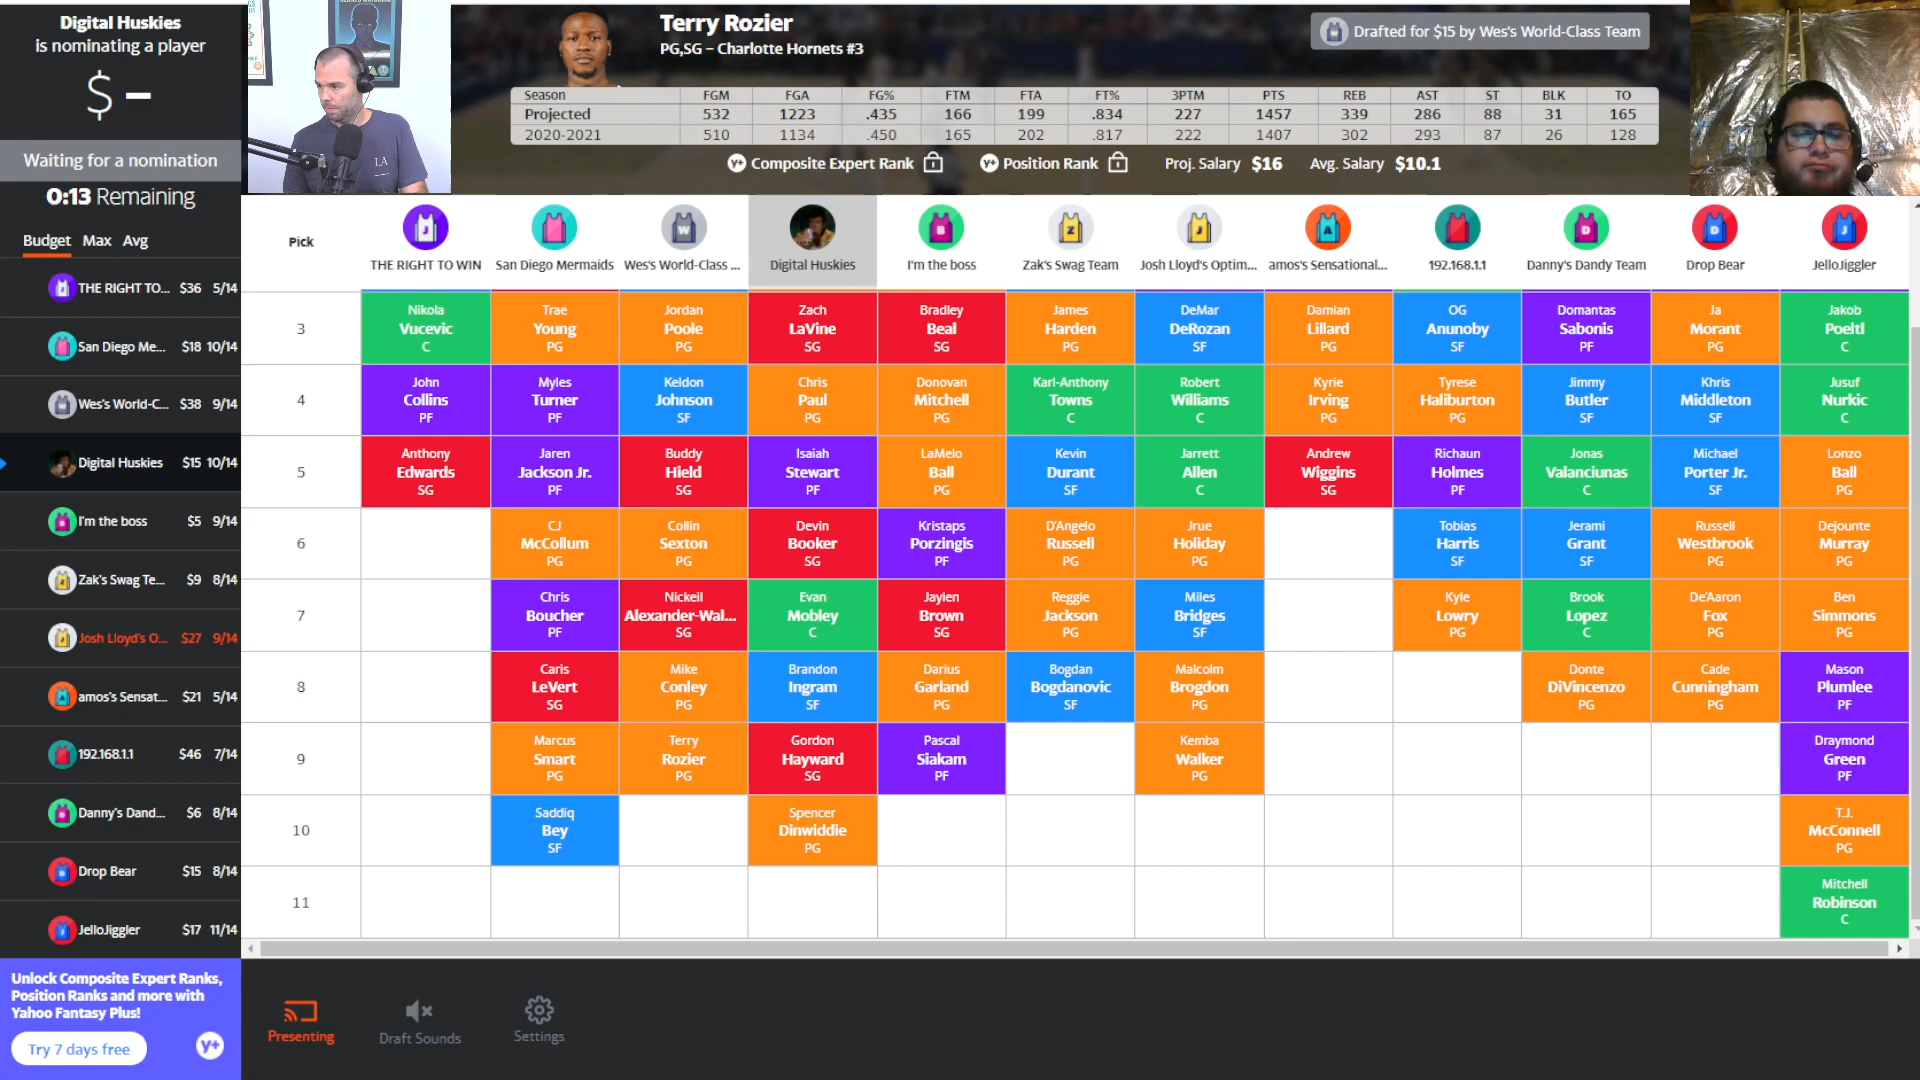 Digital Huskies
is nominating a player
$ –
Waiting for a nomination
0:13 Remaining
Budget Max Avg
THE RIGHT TO... $36 5/14
San Diego Me... $18 10/14
Wes's World-C... $38 9/14
Digital Huskies $15 10/14
I'm the boss $5 9/14
Zak's Swag Te... $9 8/14
Josh Lloyd's O... $27 9/14
amos's Sensat... $21 5/14
192.168.1.1 $46 7/14
Danny's Dand... $6 8/14
Drop Bear $15 8/14
JelloJiggler $17 11/14
Unlock Composite Expert Ranks,
Position Ranks and more with
Yahoo Fantasy Plus!
Try 7 days free y+
LA
Terry Rozier
PG,SG – Charlotte Hornets #3
Drafted for $15 by Wes's World-Class Team
Season FGM FGA FG% FTM FTA FT% 3PTM PTS REB AST ST BLK TO
Projected 532 1223 .435 166 199 .834 227 1457 339 286 88 31 165
2020-2021 510 1134 .450 165 202 .817 222 1407 302 293 87 26 128
y+ Composite Expert Rank y+ Position Rank Proj. Salary $16 Avg. Salary $10.1
Pick THE RIGHT TO WIN San Diego Mermaids Wes's World-Class ... Digital Huskies I'm the boss Zak's Swag Team Josh Lloyd's Optim... amos's Sensational... 192.168.1.1 Danny's Dandy Team Drop Bear JelloJiggler
Nikola Trae Jordan Zach Bradley James DeMar Damian OG Domantas Ja Jakob
3 Vucevic Young Poole LaVine Beal Harden DeRozan Lillard Anunoby Sabonis Morant Poeltl
C PG PG SG SG PG SF PG SF PF PG C
John Myles Keldon Chris Donovan Karl-Anthony Robert Kyrie Tyrese Jimmy Khris Jusuf
4 Collins Turner Johnson Paul Mitchell Towns Williams Irving Haliburton Butler Middleton Nurkic
PF PF SF PG PG C C PG PG SF SF C
Anthony Jaren Buddy Isaiah LaMelo Kevin Jarrett Andrew Richaun Jonas Michael Lonzo
5 Edwards Jackson Jr. Hield Stewart Ball Durant Allen Wiggins Holmes Valanciunas Porter Jr. Ball
SG PF SG PF PG SF C SG PF C SF PG
CJ Collin Devin Kristaps D'Angelo Jrue Tobias Jerami Russell Dejounte
6 McCollum Sexton Booker Porzingis Russell Holiday Harris Grant Westbrook Murray
PG PG SG PF PG PG SF SF PG PG
Chris Nickeil Evan Jaylen Reggie Miles Kyle Brook De'Aaron Ben
7 Boucher Alexander-Wal... Mobley Brown Jackson Bridges Lowry Lopez Fox Simmons
PF SG C SG PG SF PG C PG PG
Caris Mike Brandon Darius Bogdan Malcolm Donte Cade Mason
8 LeVert Conley Ingram Garland Bogdanovic Brogdon DiVincenzo Cunningham Plumlee
SG PG SF PG SF PG PG PG PF
Marcus Terry Gordon Pascal Kemba Draymond
9 Smart Rozier Hayward Siakam Walker Green
PG PG SG PF PG PF
Saddiq Spencer T.J.
10 Bey Dinwiddie McConnell
SF PG PG
Mitchell
11 Robinson
C
Presenting Draft Sounds Settings